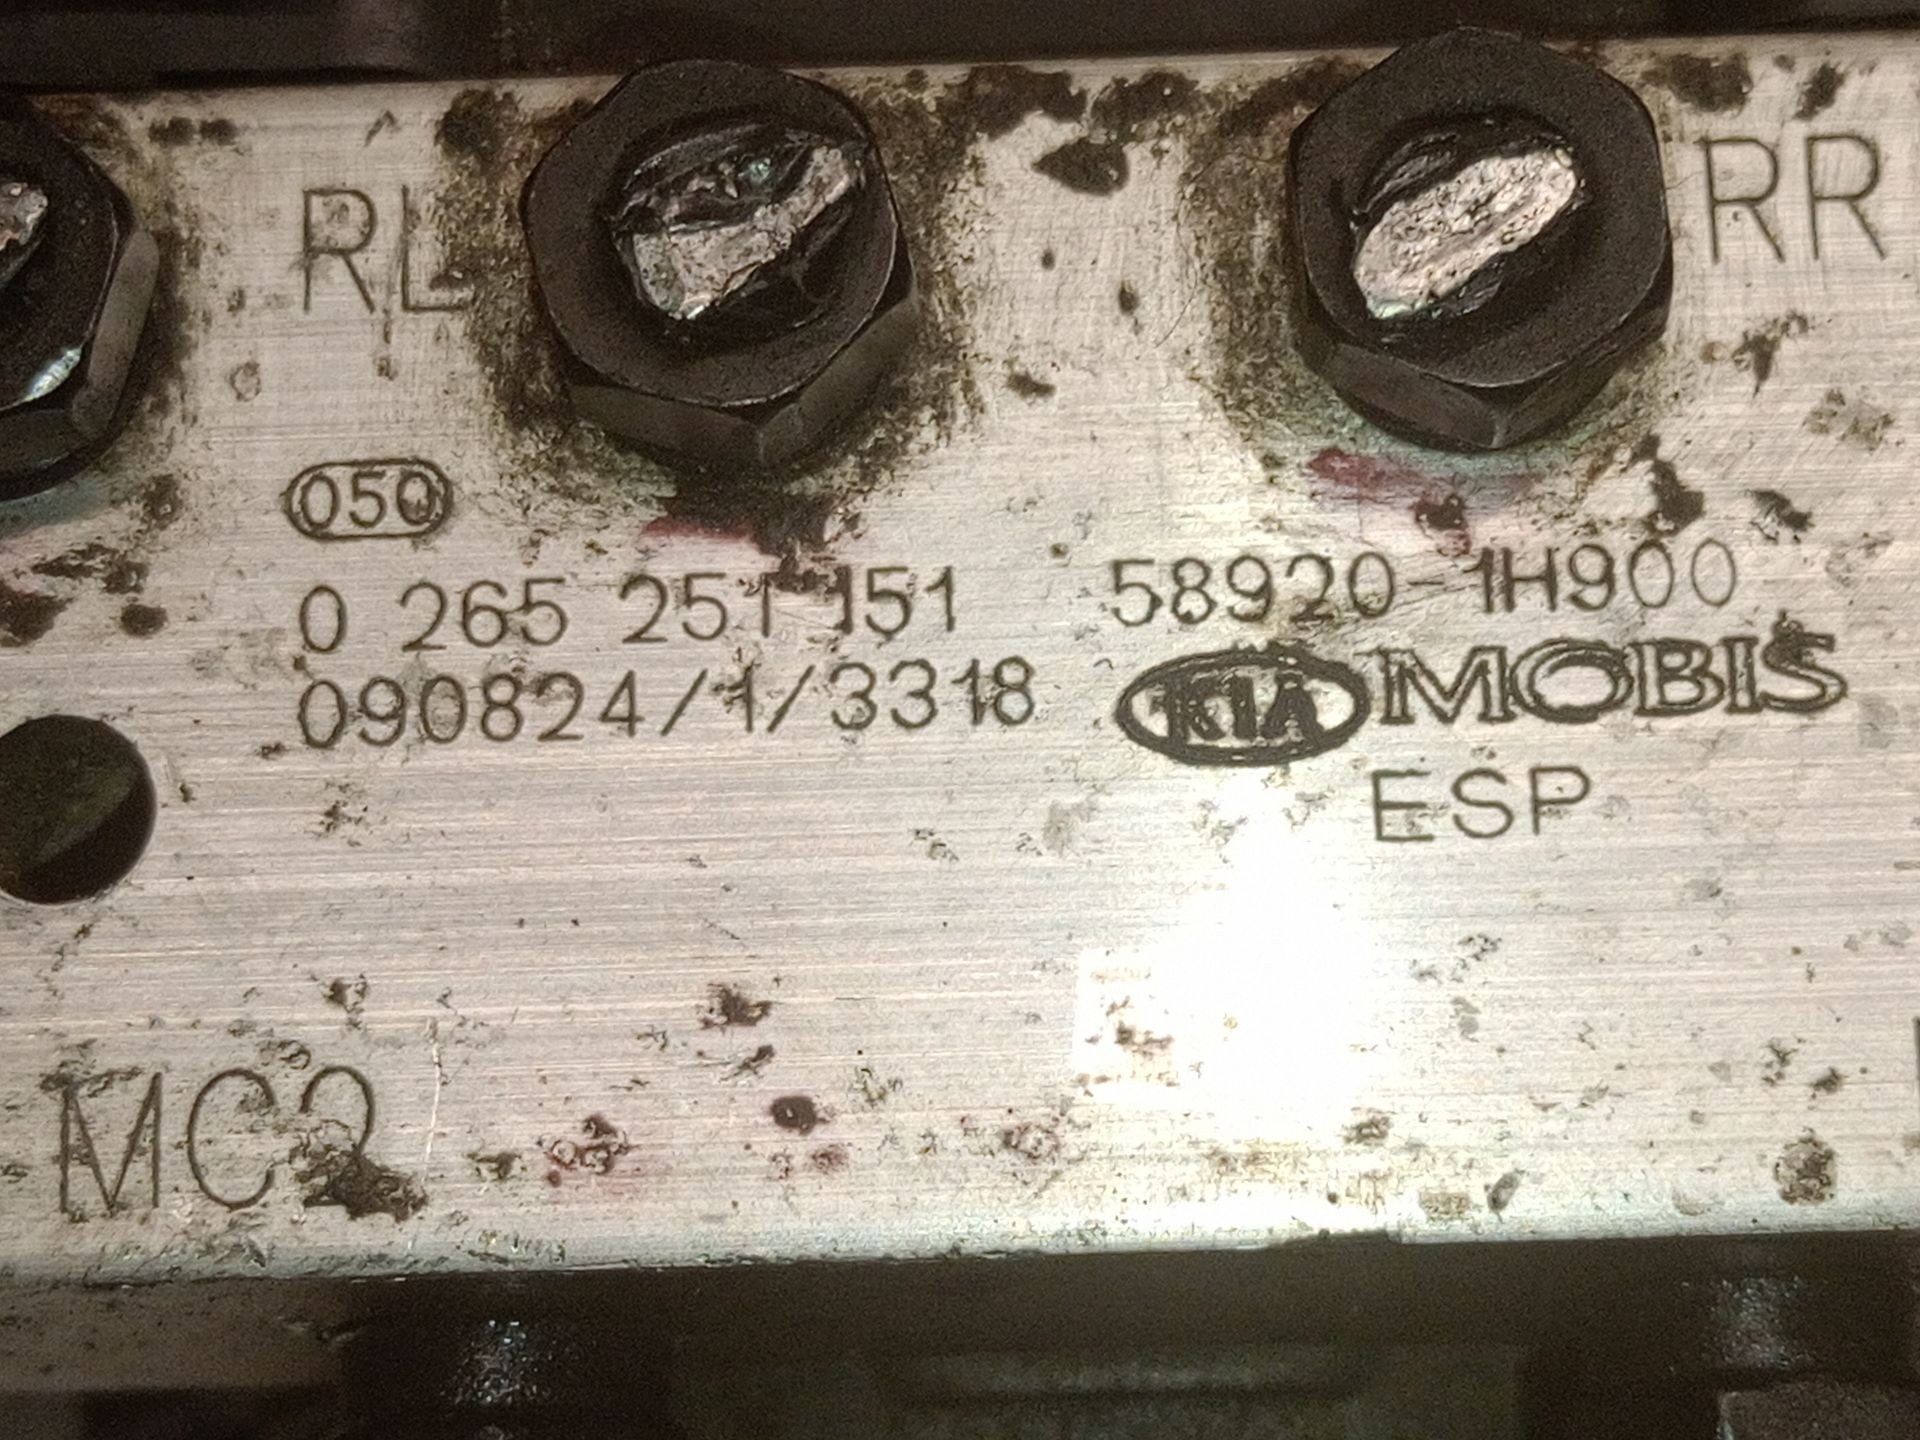 RL
RR
050
0 265 251 151
58920-1H900
090824/1/3318
KIA MOBIS
ESP
MC2